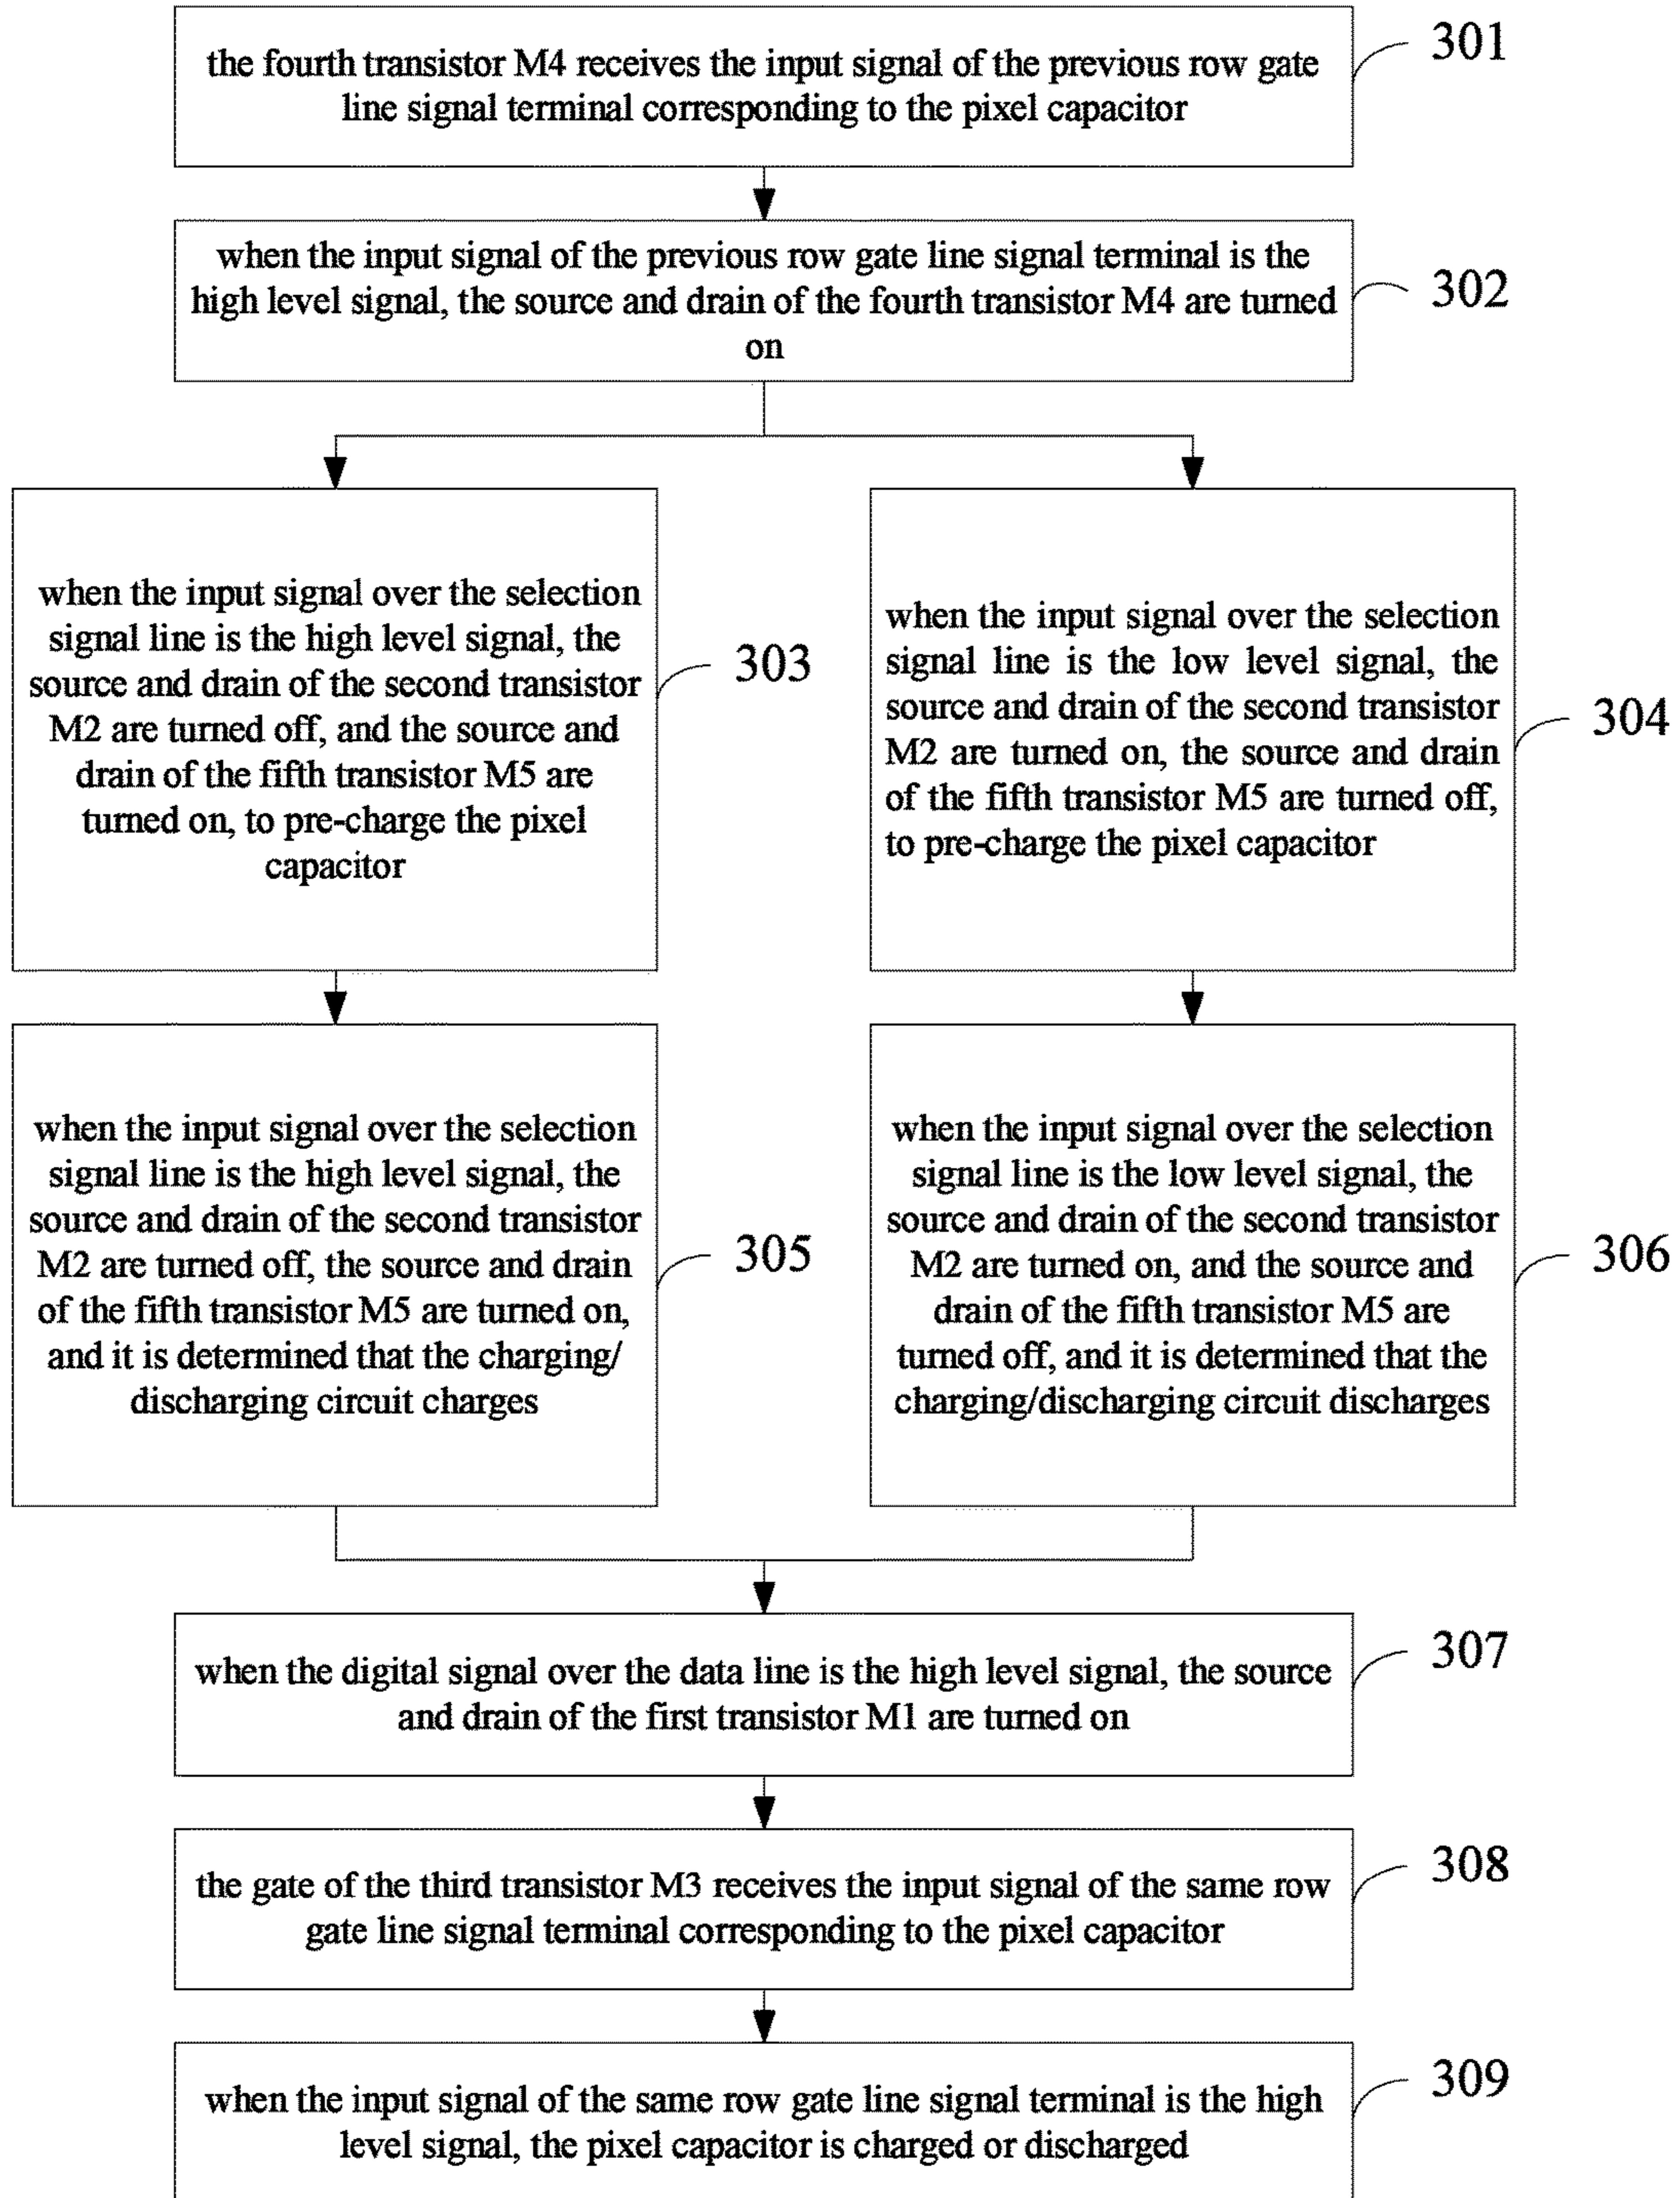 the fourth transistor M4 receives the input signal of the previous row gate
line signal terminal corresponding to the pixel capacitor
301
when the input signal of the previous row gate line signal terminal is the
high level signal, the source and drain of the fourth transistor M4 are turned
on
302
when the input signal over the selection
signal line is the high level signal, the
source and drain of the second transistor
M2 are turned off, and the source and
drain of the fifth transistor M5 are
turned on, to pre-charge the pixel
capacitor
303
when the input signal over the selection
signal line is the low level signal, the
source and drain of the second transistor
M2 are turned on, the source and drain
of the fifth transistor M5 are turned off,
to pre-charge the pixel capacitor
304
when the input signal over the selection
signal line is the high level signal, the
source and drain of the second transistor
M2 are turned off, the source and drain
of the fifth transistor M5 are turned on,
and it is determined that the charging/
discharging circuit charges
305
when the input signal over the selection
signal line is the low level signal, the
source and drain of the second transistor
M2 are turned on, and the source and
drain of the fifth transistor M5 are
turned off, and it is determined that the
charging/discharging circuit discharges
306
when the digital signal over the data line is the high level signal, the source
and drain of the first transistor M1 are turned on
307
the gate of the third transistor M3 receives the input signal of the same row
gate line signal terminal corresponding to the pixel capacitor
308
when the input signal of the same row gate line signal terminal is the high
level signal, the pixel capacitor is charged or discharged
309